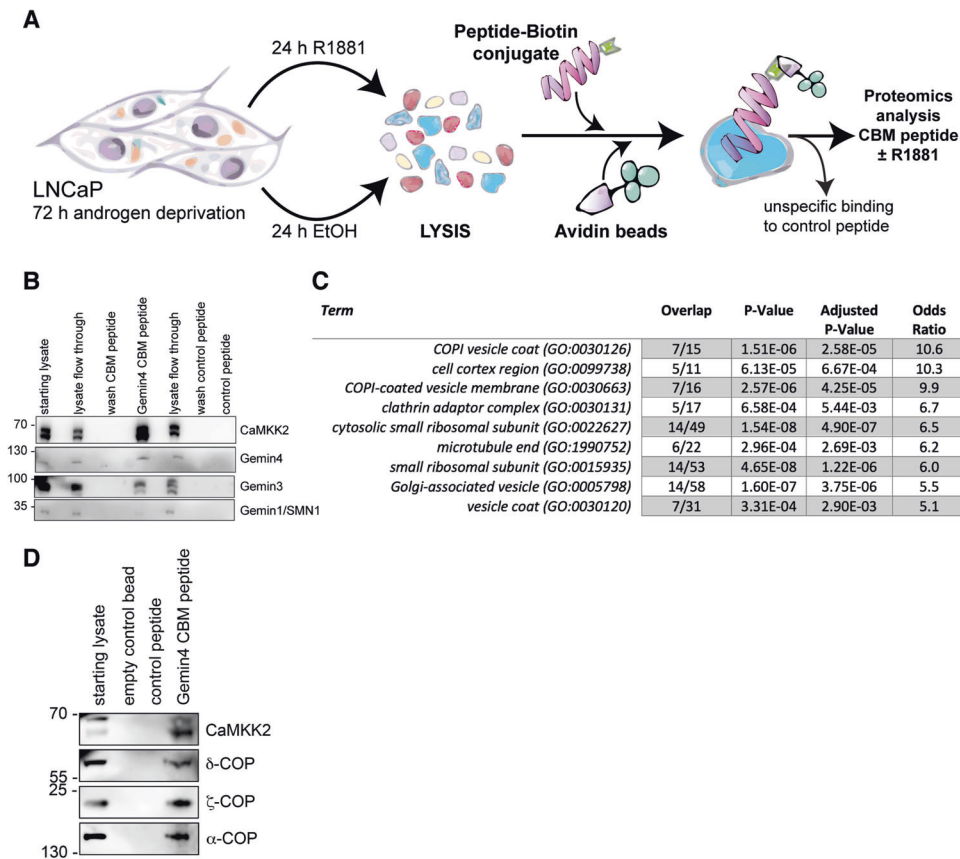 A
24 h R1881
Peptide-Biotin
conjugate
Proteomics
analysis
CBM peptide
± R1881
LNCaP
72 h androgen deprivation
24 h EtOH
LYSIS
Avidin beads
unspecific binding
to control peptide
B
starting lysate
lysate flow through
wash CBM peptide
Gemin4 CBM peptide
lysate flow through
wash control peptide
control peptide
70 - CaMKK2
130 - Gemin4
100 - Gemin3
35 - Gemin1/SMN1
C
Term Overlap P-Value Adjusted P-Value Odds Ratio
COPI vesicle coat (GO:0030126) 7/15 1.51E-06 2.58E-05 10.6
cell cortex region (GO:0099738) 5/11 6.13E-05 6.67E-04 10.3
COPI-coated vesicle membrane (GO:0030663) 7/16 2.57E-06 4.25E-05 9.9
clathrin adaptor complex (GO:0030131) 5/17 6.58E-04 5.44E-03 6.7
cytosolic small ribosomal subunit (GO:0022627) 14/49 1.54E-08 4.90E-07 6.5
microtubule end (GO:1990752) 6/22 2.96E-04 2.69E-03 6.2
small ribosomal subunit (GO:0015935) 14/53 4.65E-08 1.22E-06 6.0
Golgi-associated vesicle (GO:0005798) 14/58 1.60E-07 3.75E-06 5.5
vesicle coat (GO:0030120) 7/31 3.31E-04 2.90E-03 5.1
D
starting lysate
empty control bead
control peptide
Gemin4 CBM peptide
70 -
CaMKK2
δ-COP
55 -
25 -
ζ-COP
α-COP
130 -